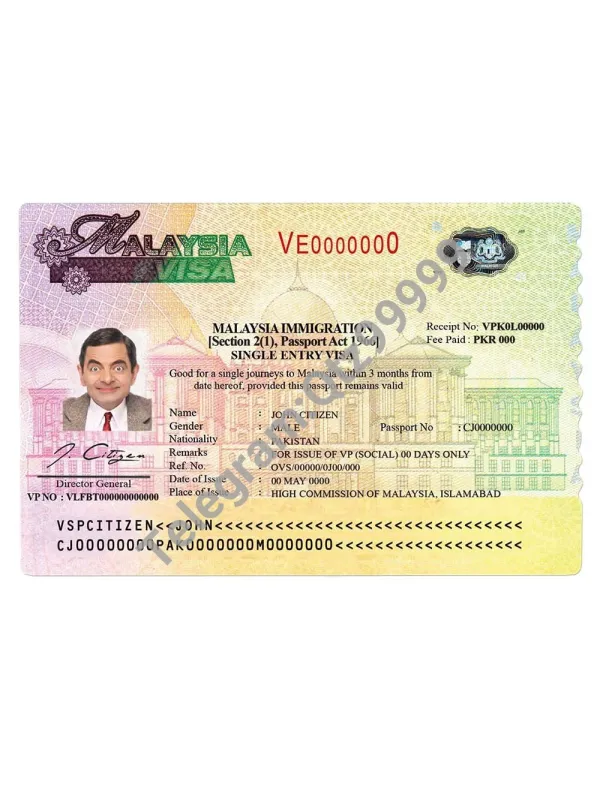 MALAYSIA
VISA
VE0000000
MALAYSIA IMMIGRATION
[Section 2(1), Passport Act 1966]
SINGLE ENTRY VISA
Receipt No: VPK0L00000
Fee Paid : PKR 000
Good for a single journeys to Malaysia within 3 months from
date hereof, provided this passport remains valid
Name : JOHN CITIZEN
Gender : MALE Passport No : CJ0000000
Nationality : PAKISTAN
Remarks : FOR ISSUE OF VP (SOCIAL) 00 DAYS ONLY
Ref. No. : OVS/00000/0J00/000
Date of Issue : 00 MAY 0000
Place of Issue : HIGH COMMISSION OF MALAYSIA, ISLAMABAD
J. Citizen
Director General
VP NO : VLFBT000000000000
VSPCITIZEN<<JOHN<<<<<<<<<<<<<<<<<<<<<<<<<<<<<<<<
CJ00000000PAK0000000M0000000<<<<<<<<<<<<<<<<<<<<